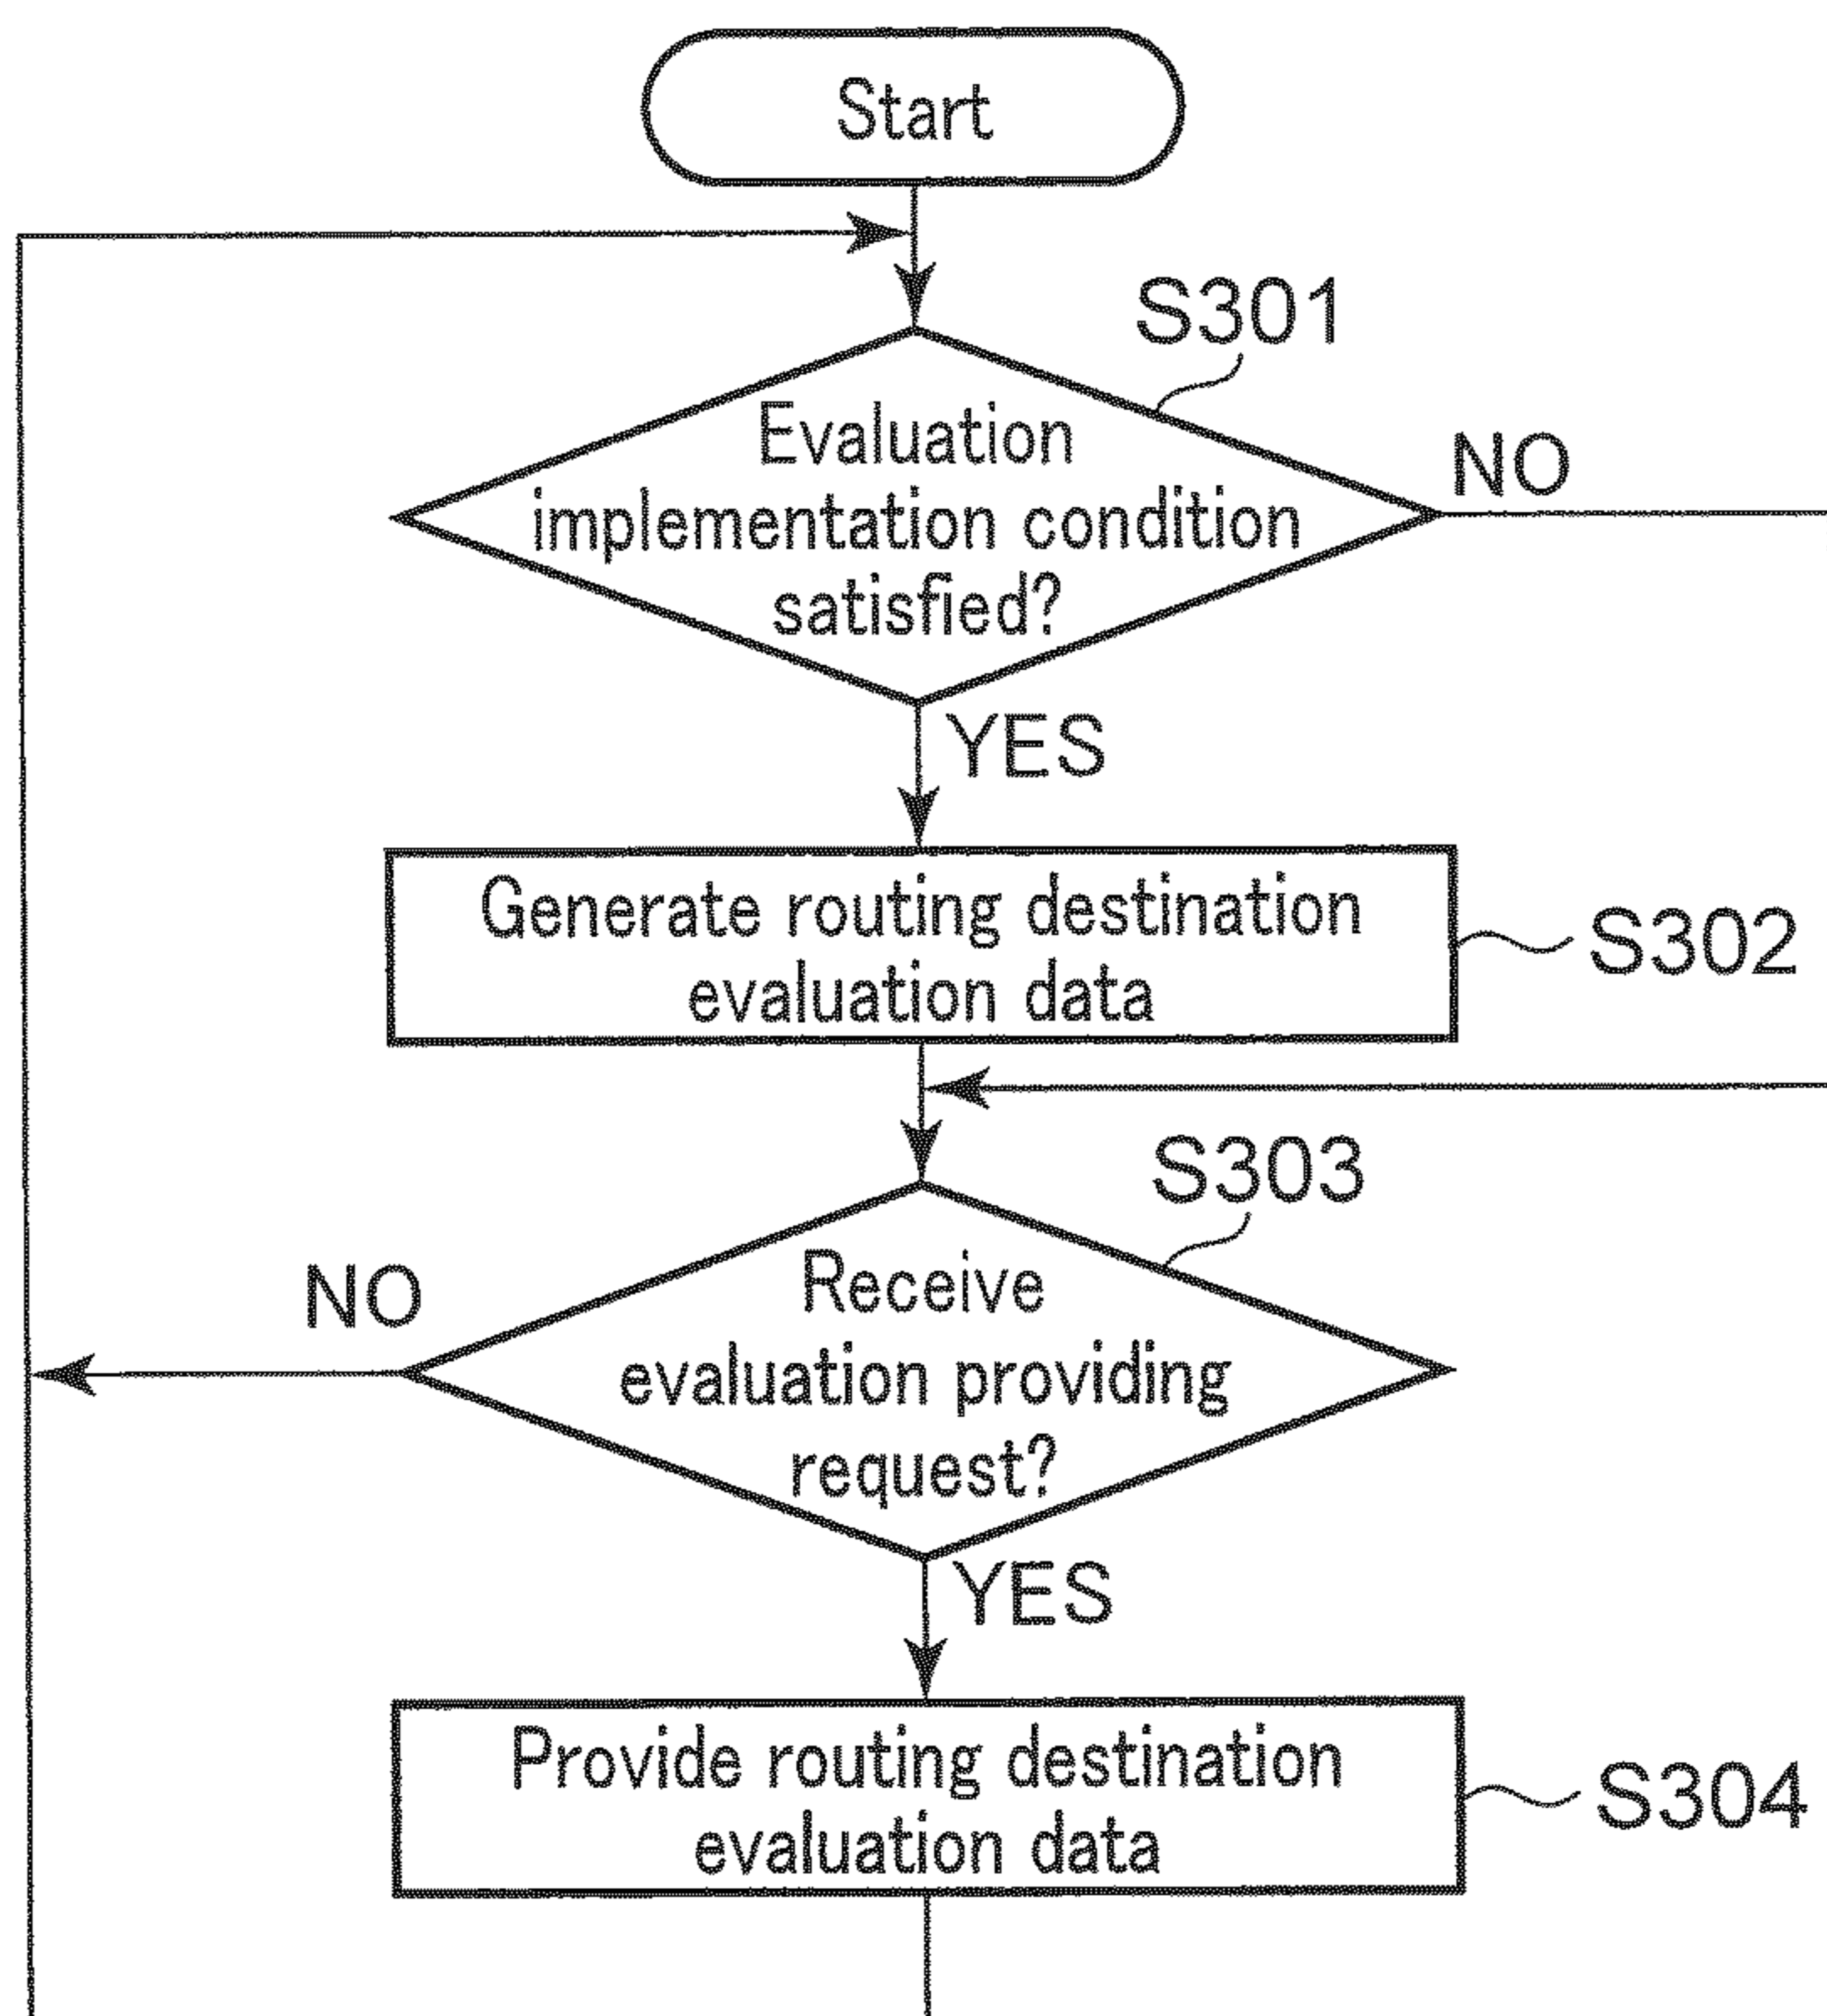 Start
S301
Evaluation
implementation condition
satisfied?
NO
YES
Generate routing destination
evaluation data
S302
S303
Receive
evaluation providing
request?
NO
YES
Provide routing destination
evaluation data
S304